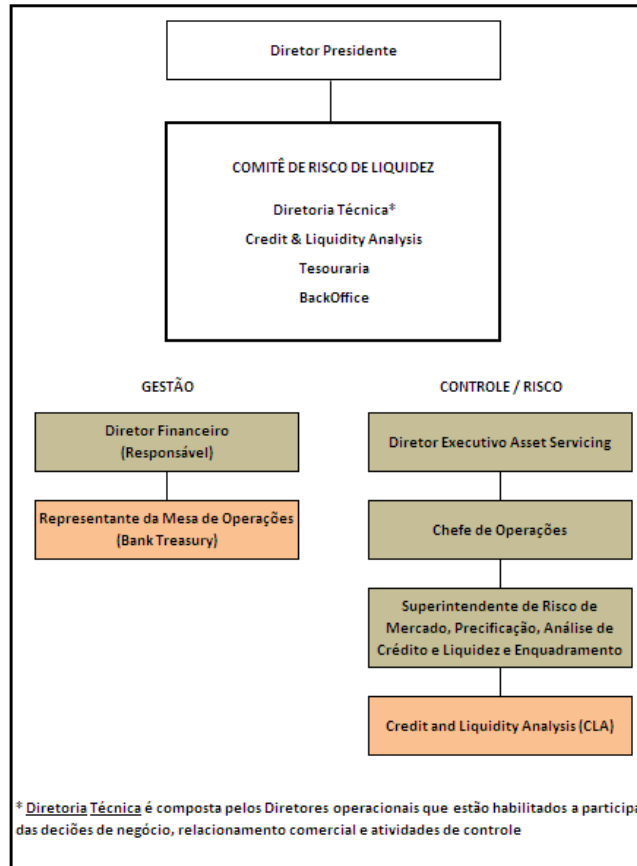 Diretor Presidente
COMITÊ DE RISCO DE LIQUIDEZ
Diretoria Técnica*
Credit & Liquidity Analysis
Tesouraria
BackOffice
GESTÃO
Diretor Financeiro
(Responsável)
Representante da Mesa de Operações
(Bank Treasury)
CONTROLE / RISCO
Diretor Executivo Asset Servicing
Chefe de Operações
Superintendente de Risco de
Mercado, Precificação, Análise de
Crédito e Liquidez e Enquadramento
Credit and Liquidity Analysis (CLA)
* Diretoria Técnica é composta pelos Diretores operacionais que estão habilitados a participa
das deciões de negócio, relacionamento comercial e atividades de controle